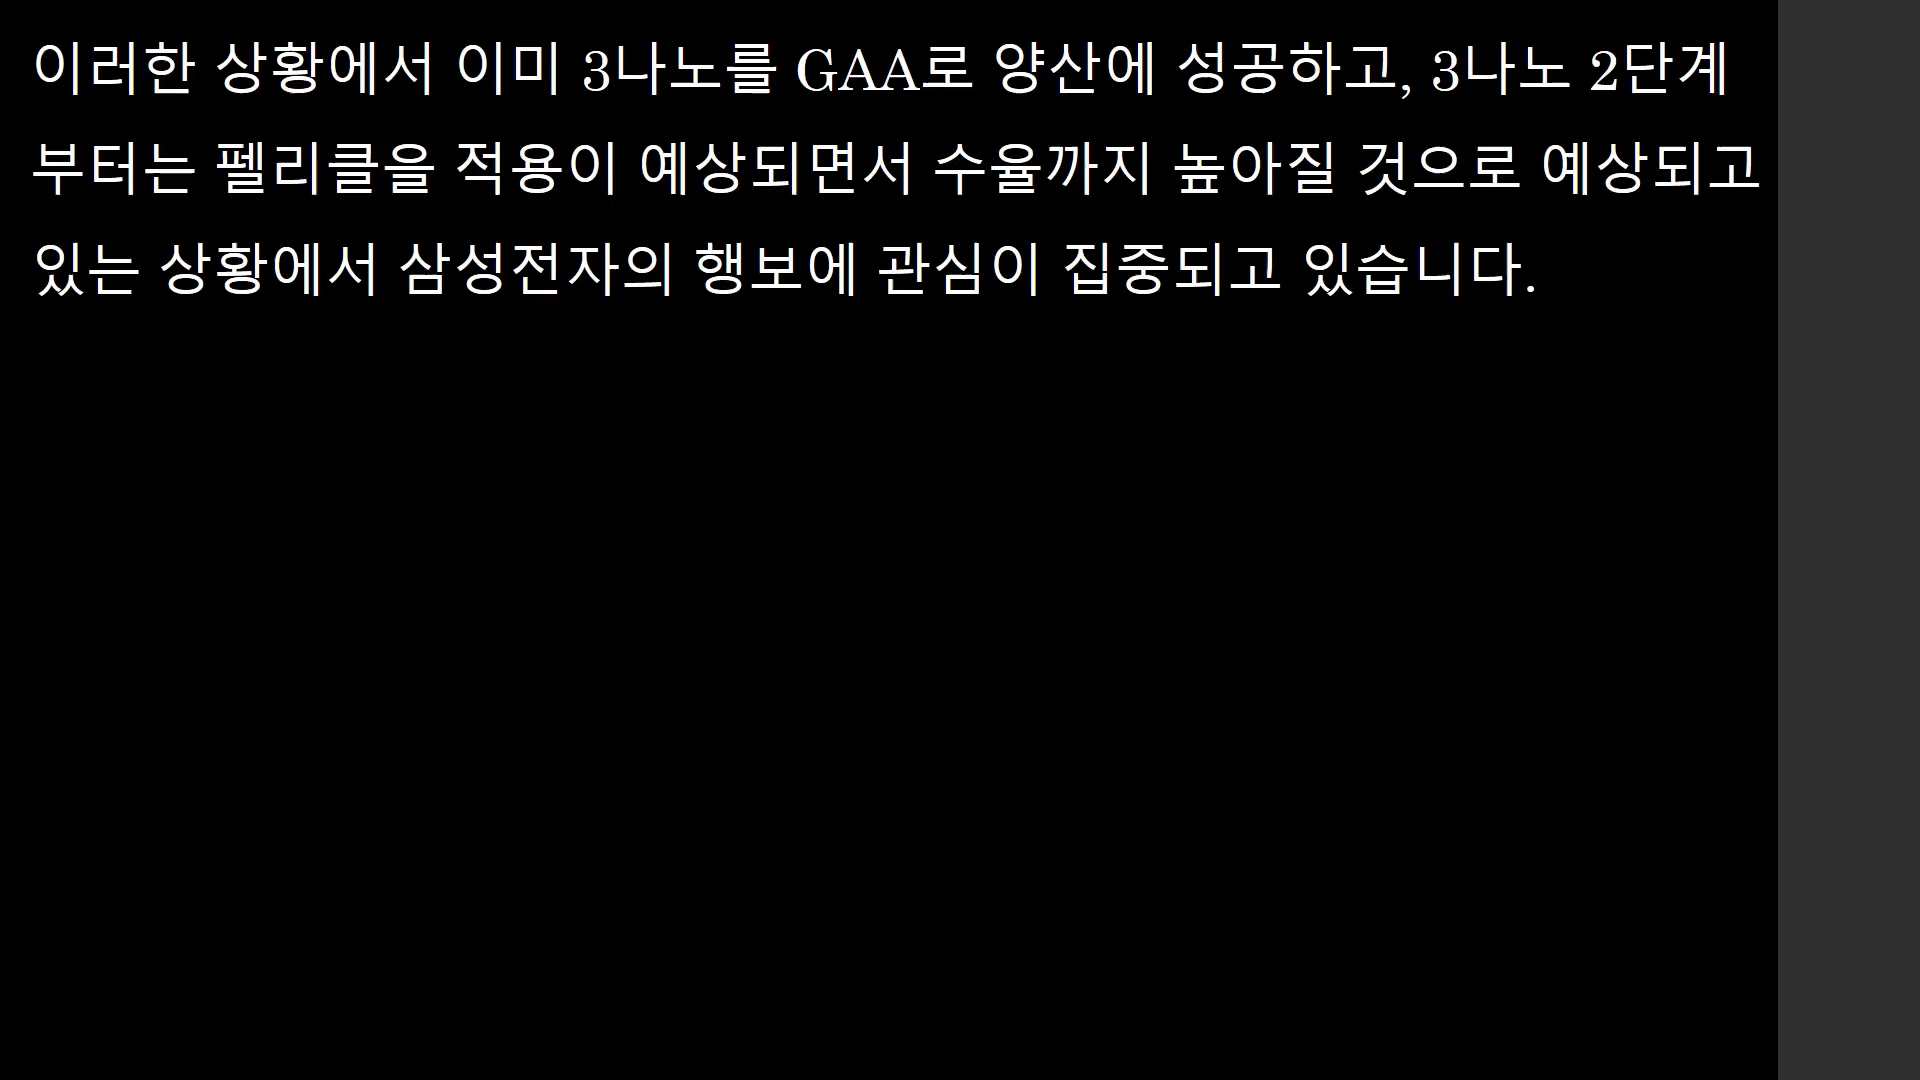 이러한 상황에서 이미 3나노를 GAA로 양산에 성공하고, 3나노 2단계
부터는 펠리클을 적용이 예상되면서 수율까지 높아질 것으로 예상되고
있는 상황에서 삼성전자의 행보에 관심이 집중되고 있습니다.